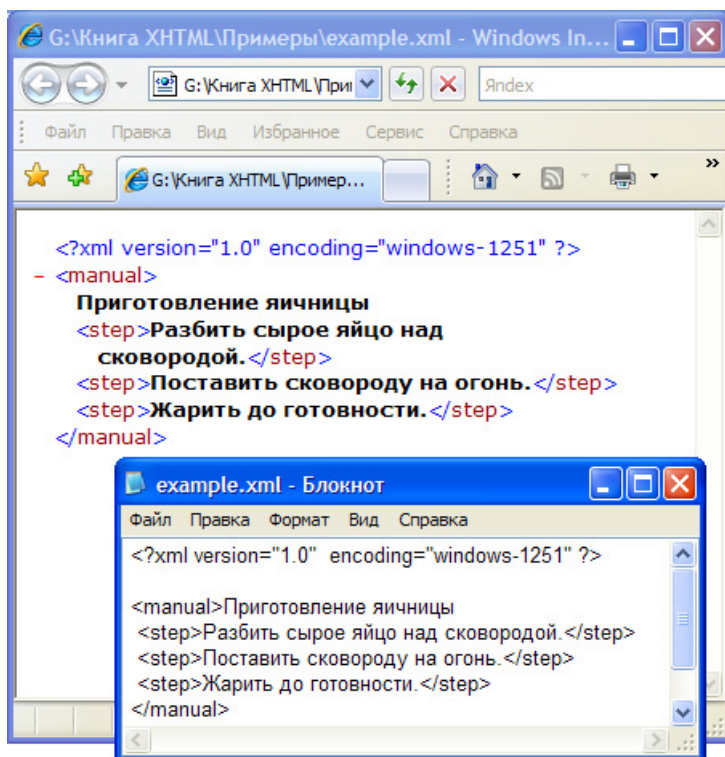 G:\Книга XHTML\Примеры\example.xml - Windows In...
G:\Книга XHTML\При
Яndex
Файл Правка Вид Избранное Сервис Справка
G:\Книга XHTML\Пример...
»
<?xml version="1.0" encoding="windows-1251" ?>
- <manual>
Приготовление яичницы
<step>Разбить сырое яйцо над
сковородой.</step>
<step>Поставить сковороду на огонь.</step>
<step>Жарить до готовности.</step>
</manual>
example.xml - Блокнот
Файл Правка Формат Вид Справка
<?xml version="1.0"  encoding="windows-1251" ?>
<manual>Приготовление яичницы
<step>Разбить сырое яйцо над сковородой.</step>
<step>Поставить сковороду на огонь.</step>
<step>Жарить до готовности.</step>
</manual>